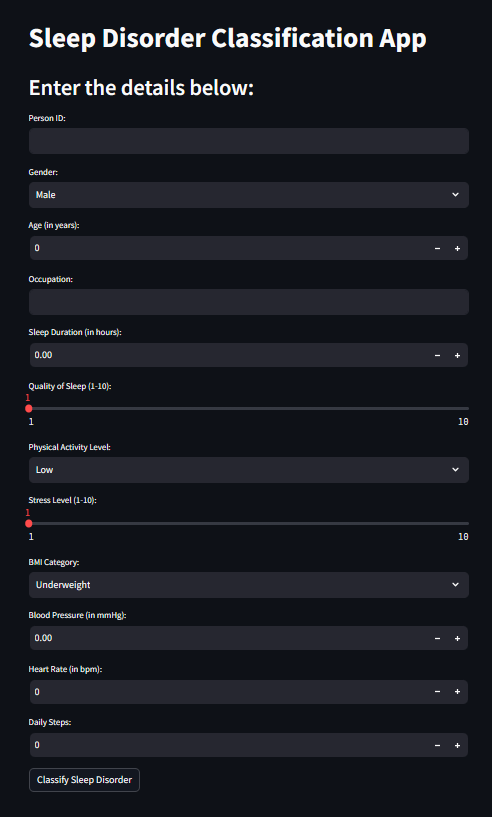 Sleep Disorder Classification App
Enter the details below:
Person ID:
Gender:
Male
Age (in years):
0
Occupation:
Sleep Duration (in hours):
0.00
Quality of Sleep (1-10):
1
1 10
Physical Activity Level:
Low
Stress Level (1-10):
1
1 10
BMI Category:
Underweight
Blood Pressure (in mmHg):
0.00
Heart Rate (in bpm):
0
Daily Steps:
0
Classify Sleep Disorder